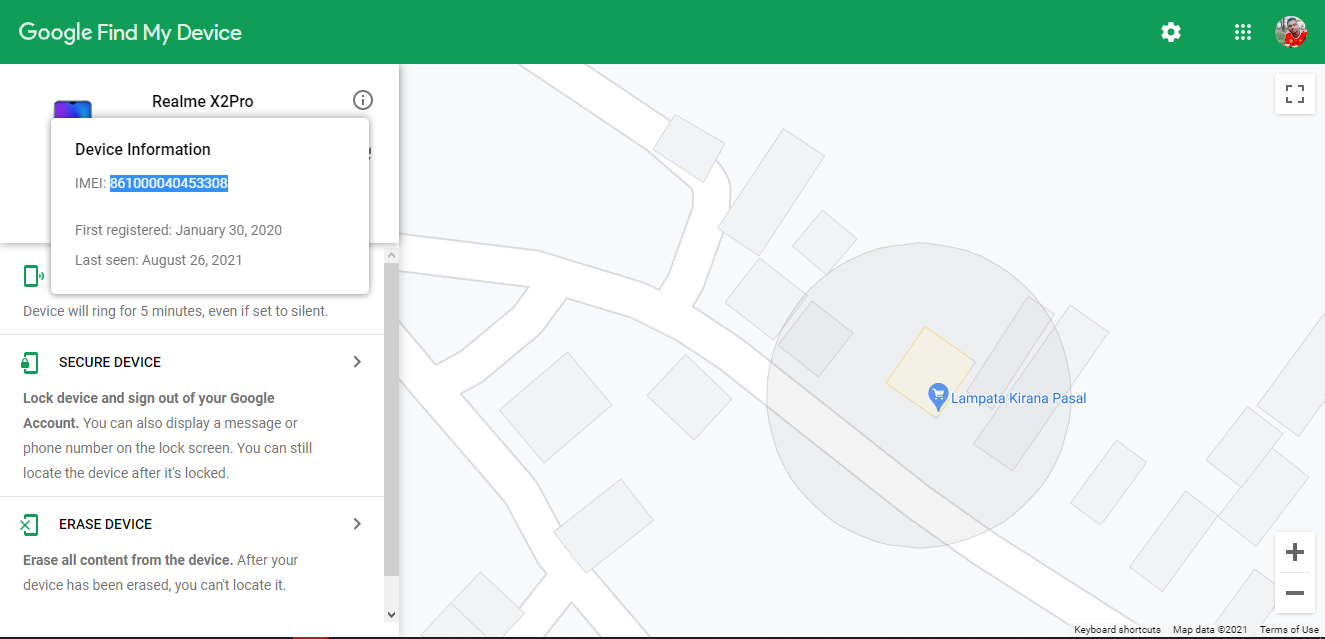 Google Find My Device
Realme X2Pro
Device Information
IMEI: 861000040453308
First registered: January 30, 2020
Last seen: August 26, 2021
Device will ring for 5 minutes, even if set to silent.
SECURE DEVICE
Lock device and sign out of your Google
Account. You can also display a message or
phone number on the lock screen. You can still
locate the device after it's locked.
ERASE DEVICE
Erase all content from the device. After your
device has been erased, you can't locate it.
Lampata Kirana Pasal
Keyboard shortcuts Map data ©2021 Terms of Use